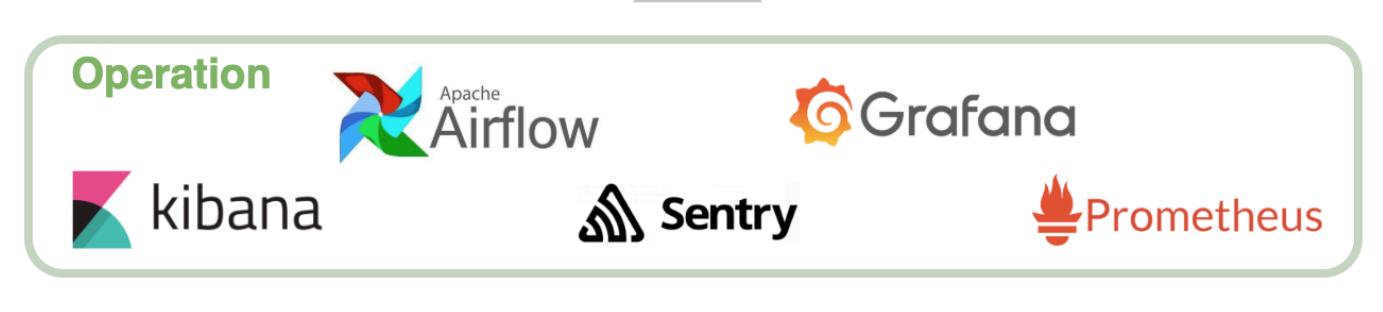 Operation
Apache
Airflow
Grafana
kibana
Sentry
Prometheus